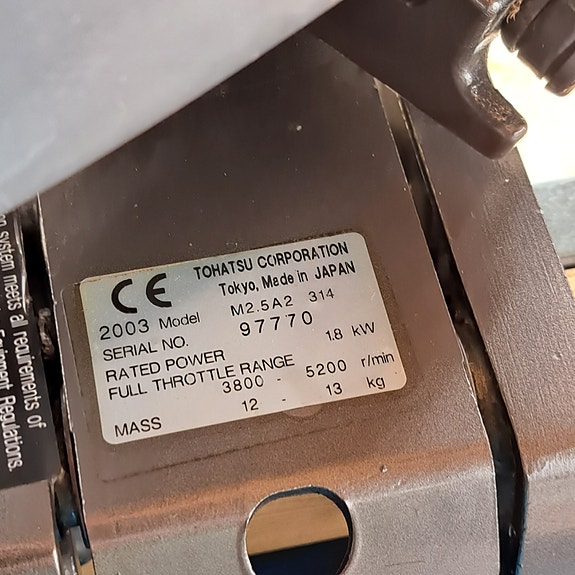 CE
TOHATSU CORPORATION
Tokyo, Made in JAPAN
2003 Model M2.5A2 314
SERIAL NO. 97770
RATED POWER 1.8 kW
FULL THROTTLE RANGE
3800 - 5200 r/min
MASS 12 - 13 kg
system meets all requirements of
Equipment Regulations.